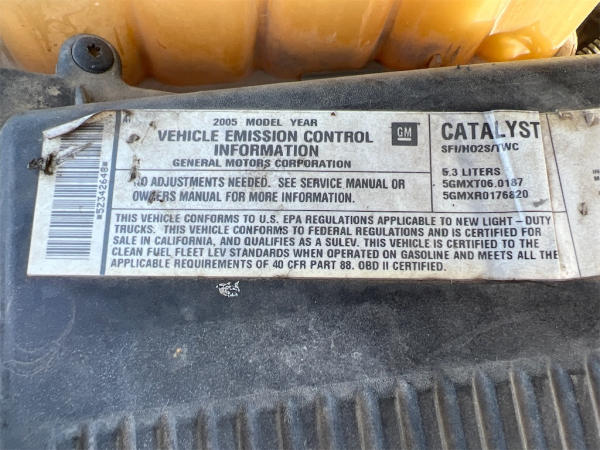 2005 MODEL YEAR
VEHICLE EMISSION CONTROL
INFORMATION
GENERAL MOTORS CORPORATION
GM
NO ADJUSTMENTS NEEDED. SEE SERVICE MANUAL OR
OWNERS MANUAL FOR MORE INFORMATION.
CATALYST
SFI/HO2S/TWC
5.3 LITERS
5GMXT06.0187
5GMXR0176820
THIS VEHICLE CONFORMS TO U.S. EPA REGULATIONS APPLICABLE TO NEW LIGHT-DUTY
TRUCKS. THIS VEHICLE CONFORMS TO FEDERAL REGULATIONS AND IS CERTIFIED FOR
SALE IN CALIFORNIA, AND QUALIFIES AS A SULEV. THIS VEHICLE IS CERTIFIED TO THE
CLEAN FUEL FLEET LEV STANDARDS WHEN OPERATED ON GASOLINE AND MEETS ALL THE
APPLICABLE REQUIREMENTS OF 40 CFR PART 88. OBD II CERTIFIED.
*52342648*